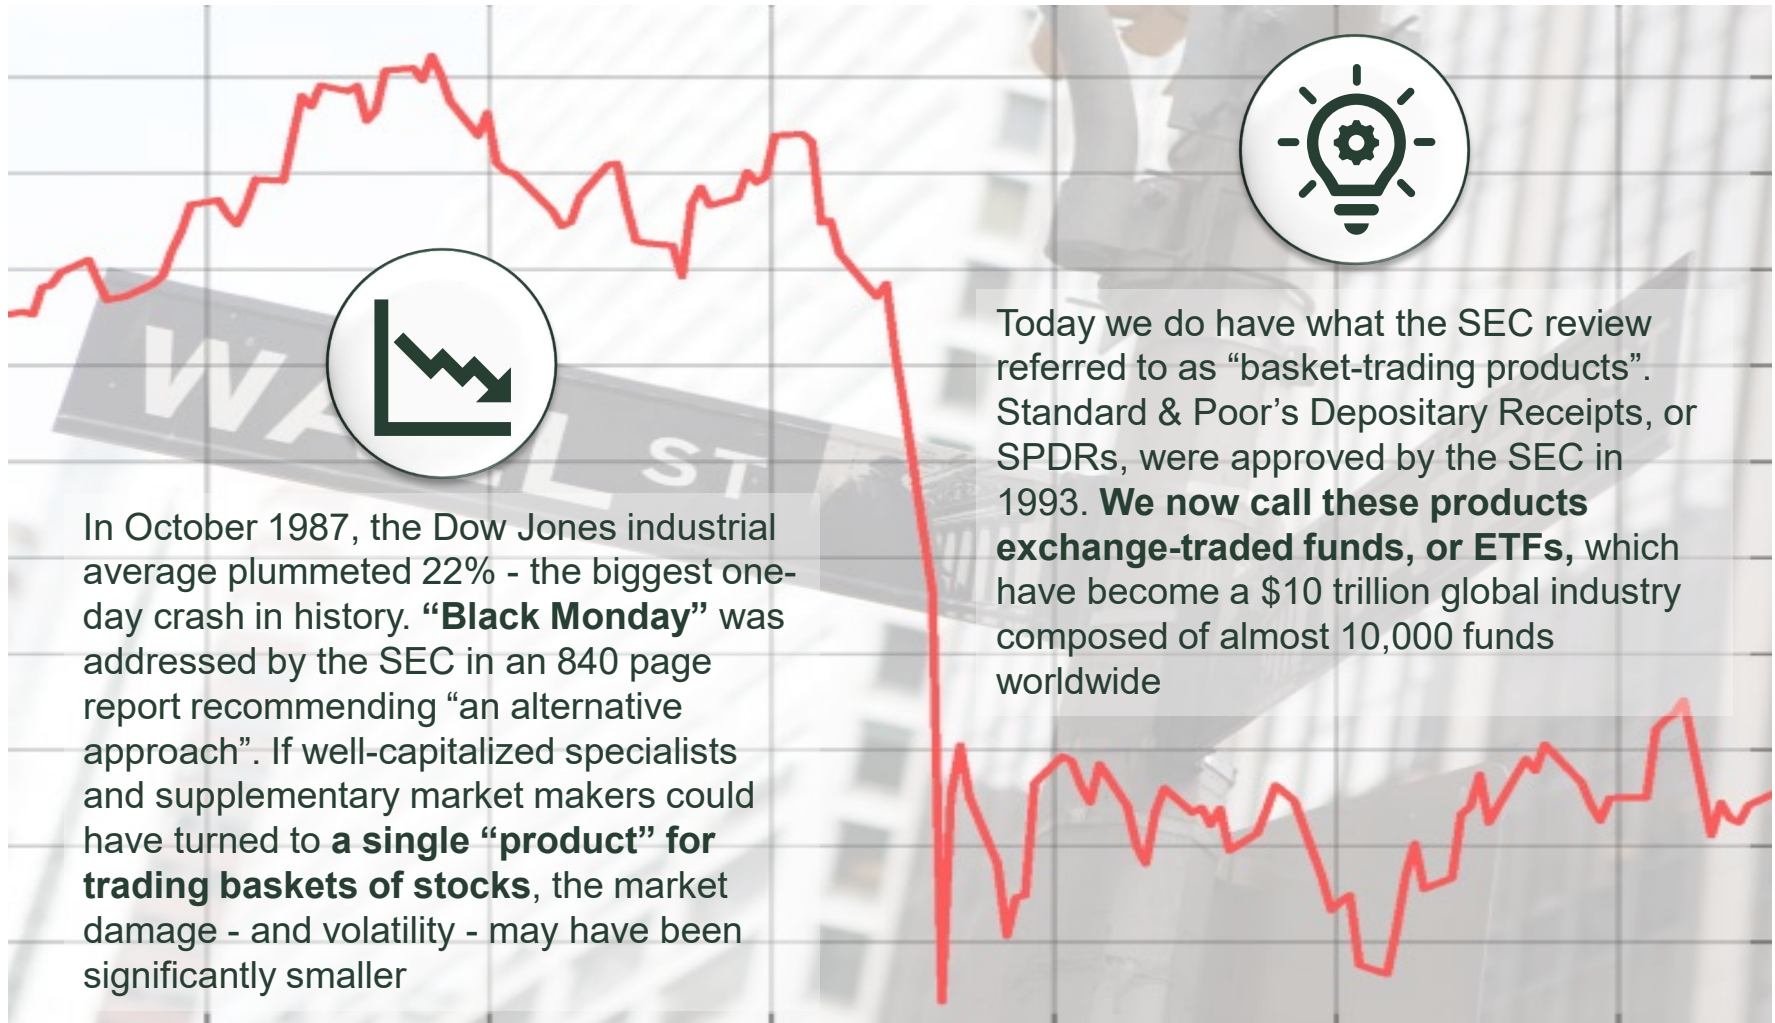 WALL ST
In October 1987, the Dow Jones industrial
average plummeted 22% - the biggest one-
day crash in history. “Black Monday” was
addressed by the SEC in an 840 page
report recommending “an alternative
approach”. If well-capitalized specialists
and supplementary market makers could
have turned to a single “product” for
trading baskets of stocks, the market
damage - and volatility - may have been
significantly smaller
Today we do have what the SEC review
referred to as “basket-trading products”.
Standard & Poor’s Depositary Receipts, or
SPDRs, were approved by the SEC in
1993. We now call these products
exchange-traded funds, or ETFs, which
have become a $10 trillion global industry
composed of almost 10,000 funds
worldwide